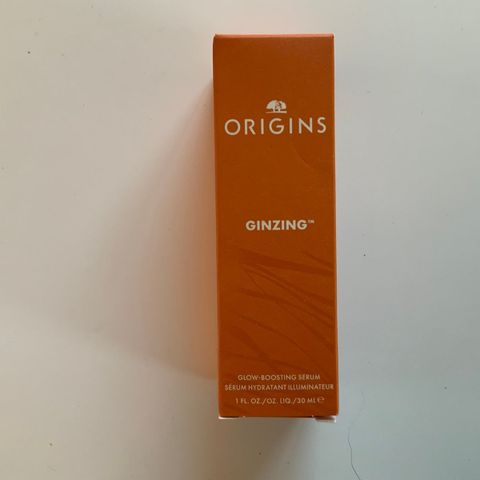 ORIGINS
GINZING™
GLOW-BOOSTING SERUM
SÉRUM HYDRATANT ILLUMINATEUR
1 FL. OZ./OZ. LIQ./30 ML ℮